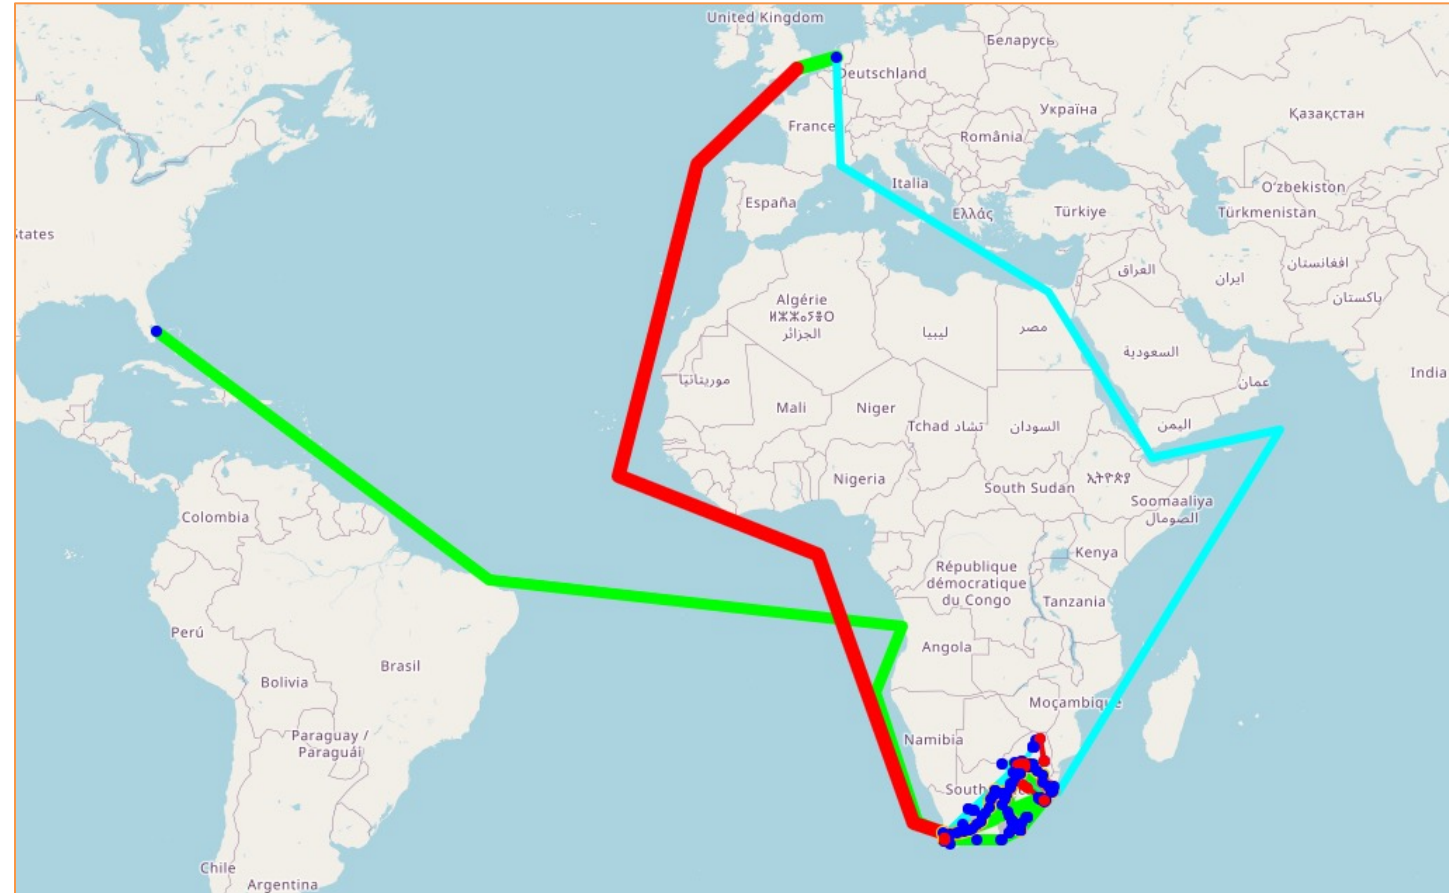 United Kingdom
Беларусь
Deutschland
Україна
Қазақстан
France
România
Italia
O‘zbekiston
España
Ελλάς
Türkiye
Türkmenistan
States
العراق
ایران
افغانستان
پاکستان
Algérie
ⵍⵣⵣⴰⵢⴻⵔ
الجزائر
ليبيا
مصر
السعودية
عمان
India
موريتانيا
Mali
Niger
Tchad تشاد
السودان
اليمن
Nigeria
South Sudan
ኢትዮጵያ
Soomaaliya
الصومال
Colombia
Kenya
République
démocratique
du Congo
Tanzania
Perú
Angola
Brasil
Bolivia
Moçambique
Paraguay /
Paraguái
Namibia
Chile
Argentina